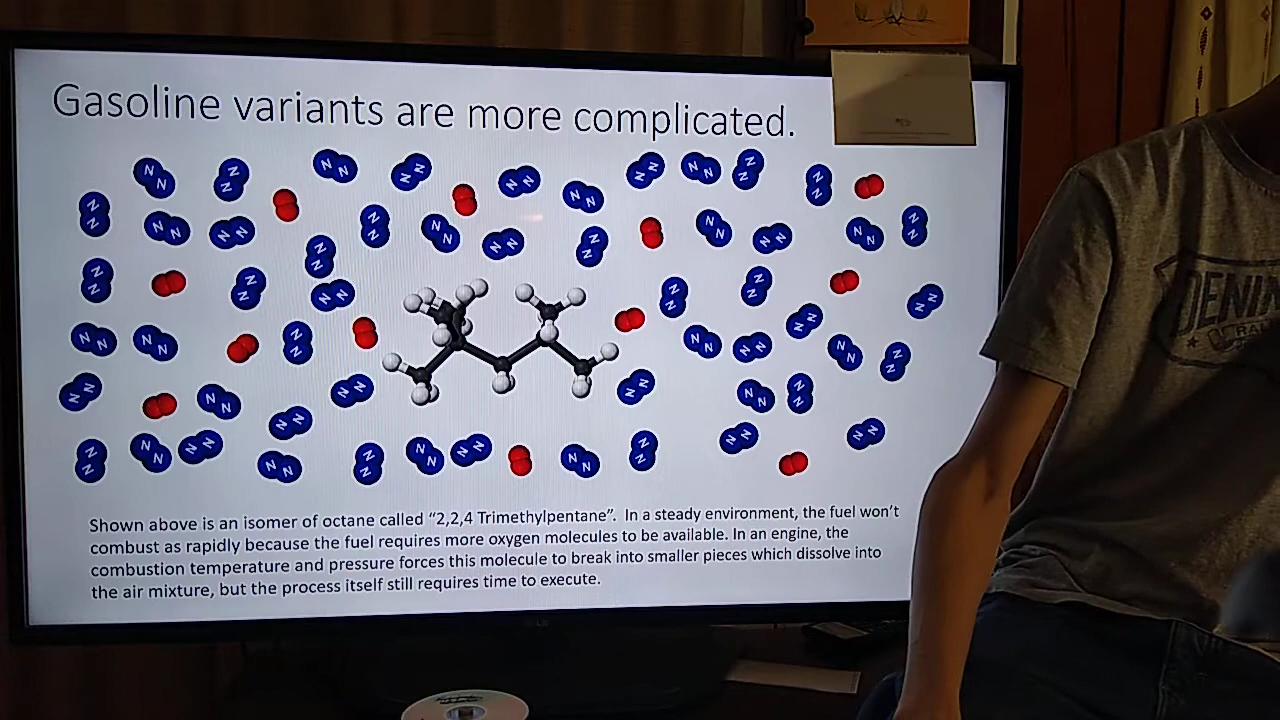 Gasoline variants are more complicated.
Shown above is an isomer of octane called “2,2,4 Trimethylpentane”.  In a steady environment, the fuel won’t
combust as rapidly because the fuel requires more oxygen molecules to be available. In an engine, the
combustion temperature and pressure forces this molecule to break into smaller pieces which dissolve into
the air mixture, but the process itself still requires time to execute.